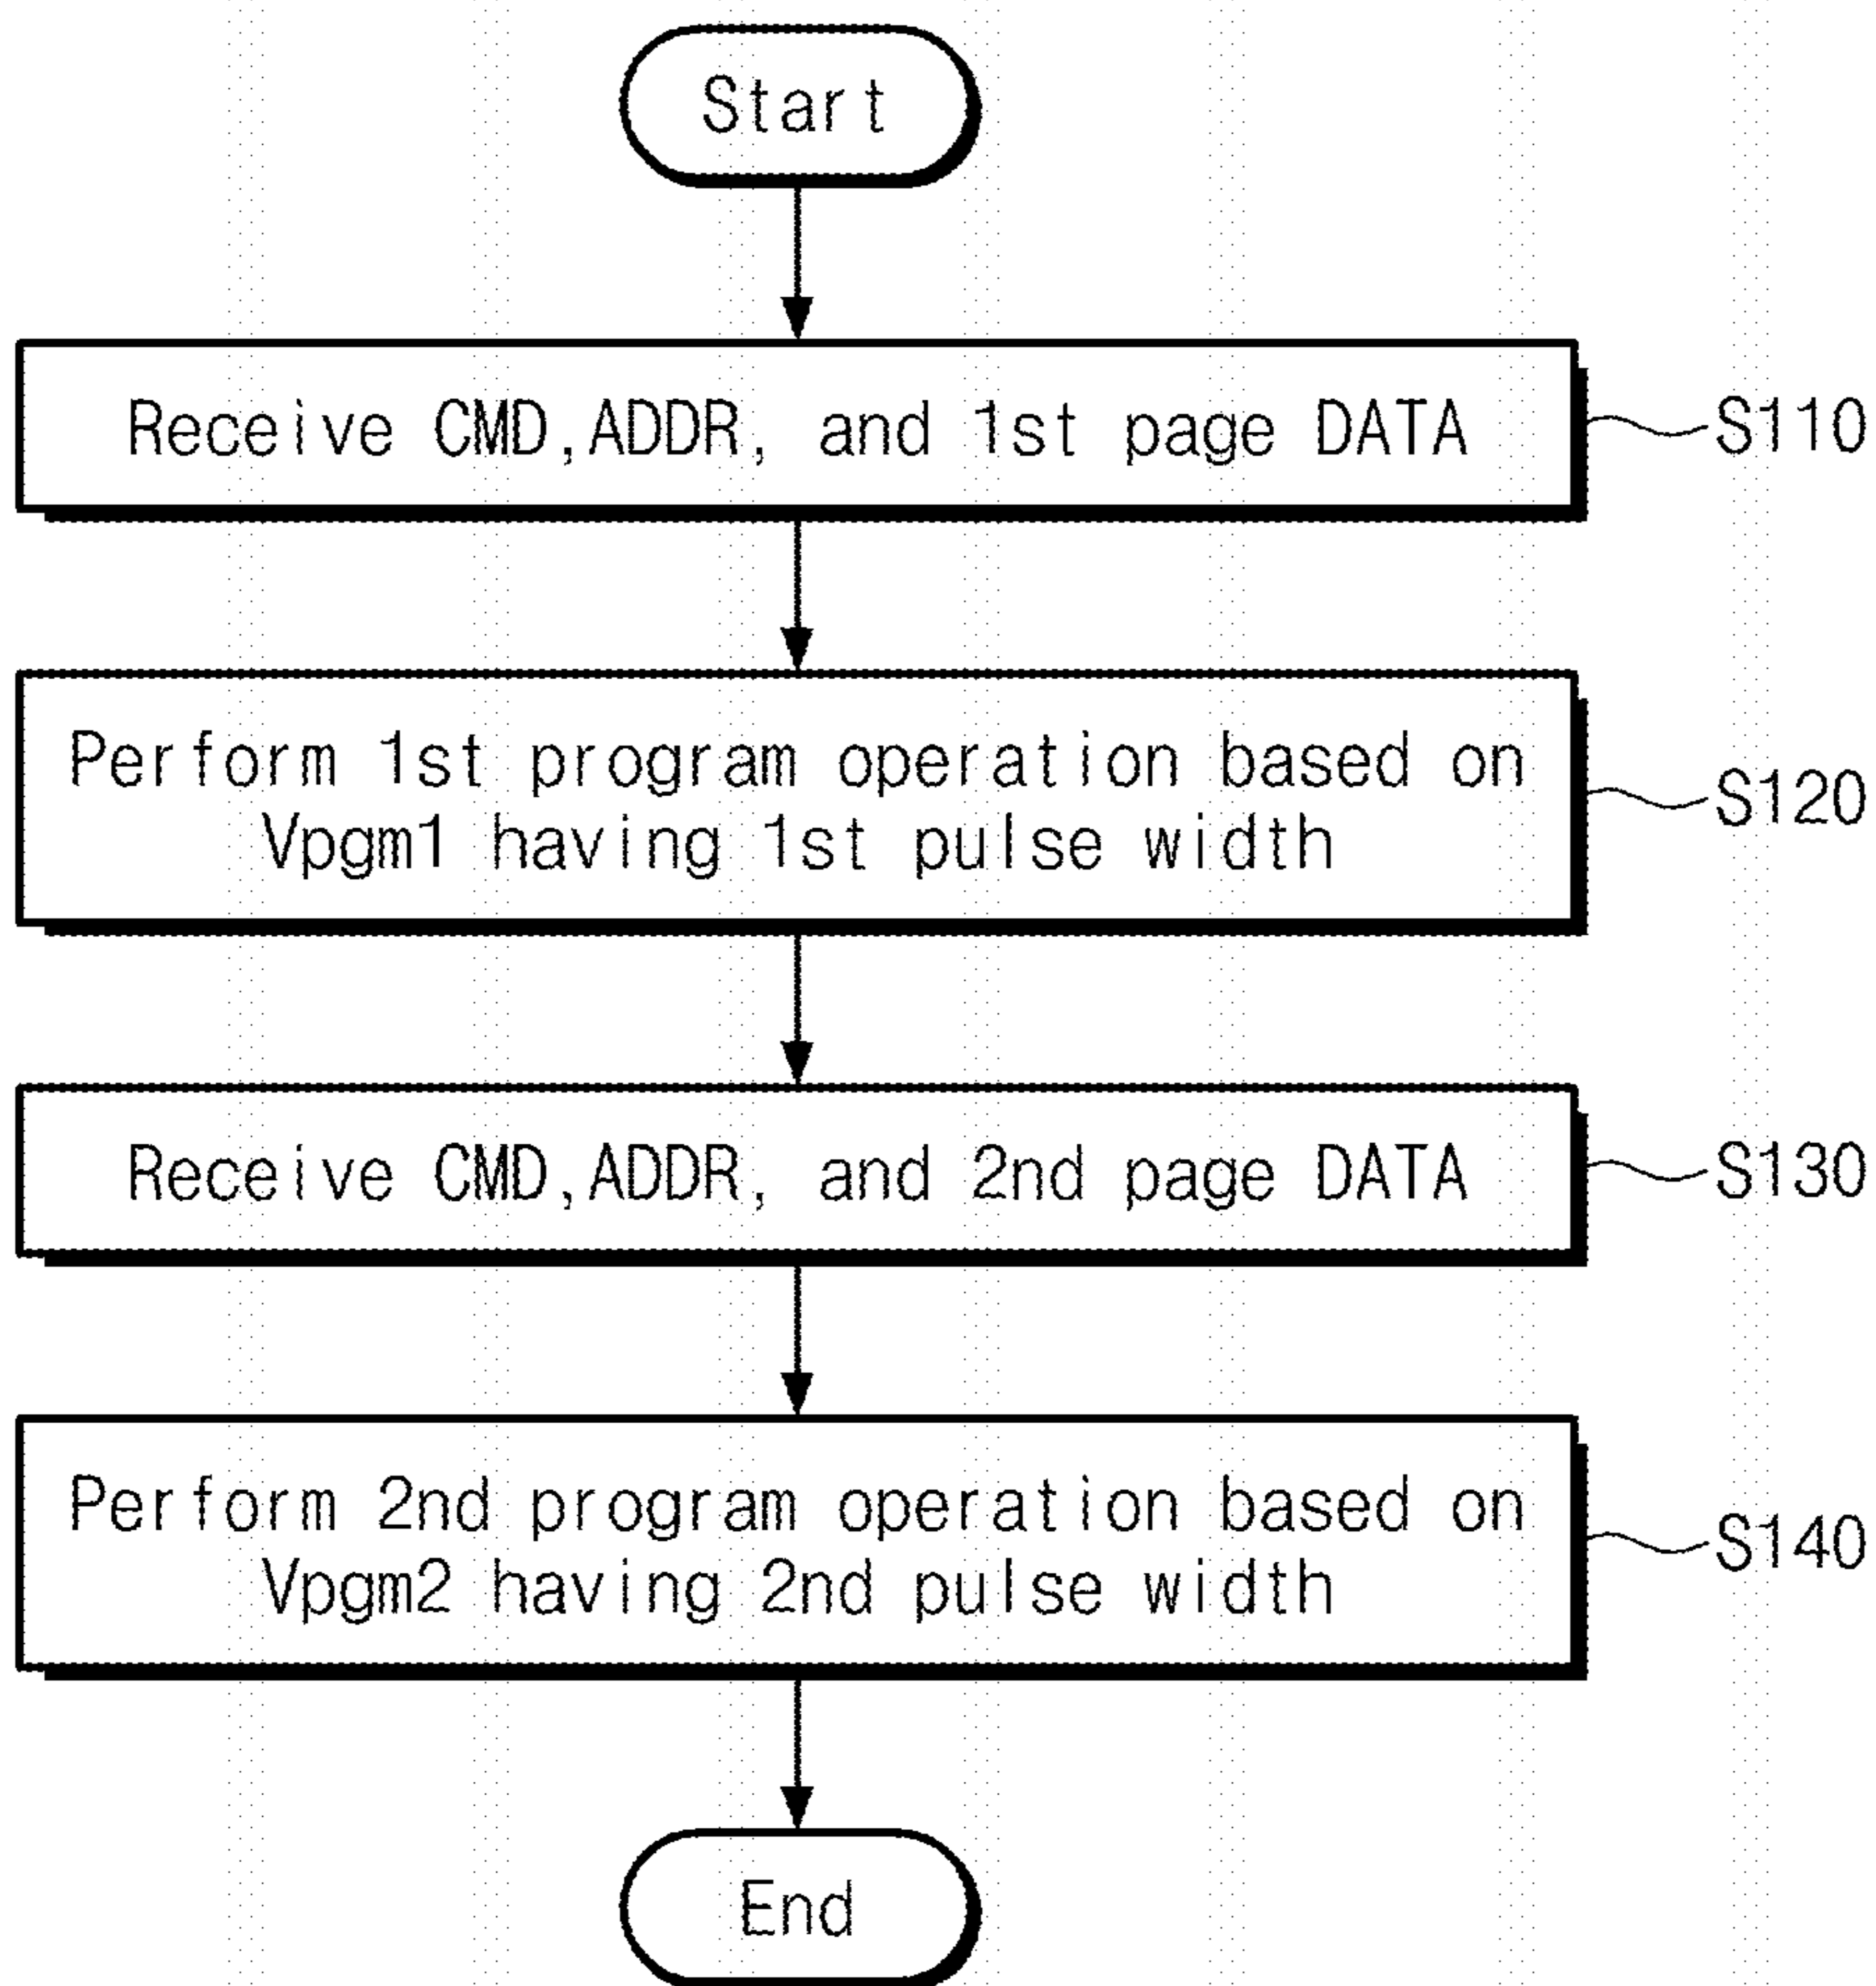 Start
Receive CMD,ADDR, and 1st page DATA
S110
Perform 1st program operation based on
Vpgm1 having 1st pulse width
S120
Receive CMD,ADDR, and 2nd page DATA
S130
Perform 2nd program operation based on
Vpgm2 having 2nd pulse width
S140
End